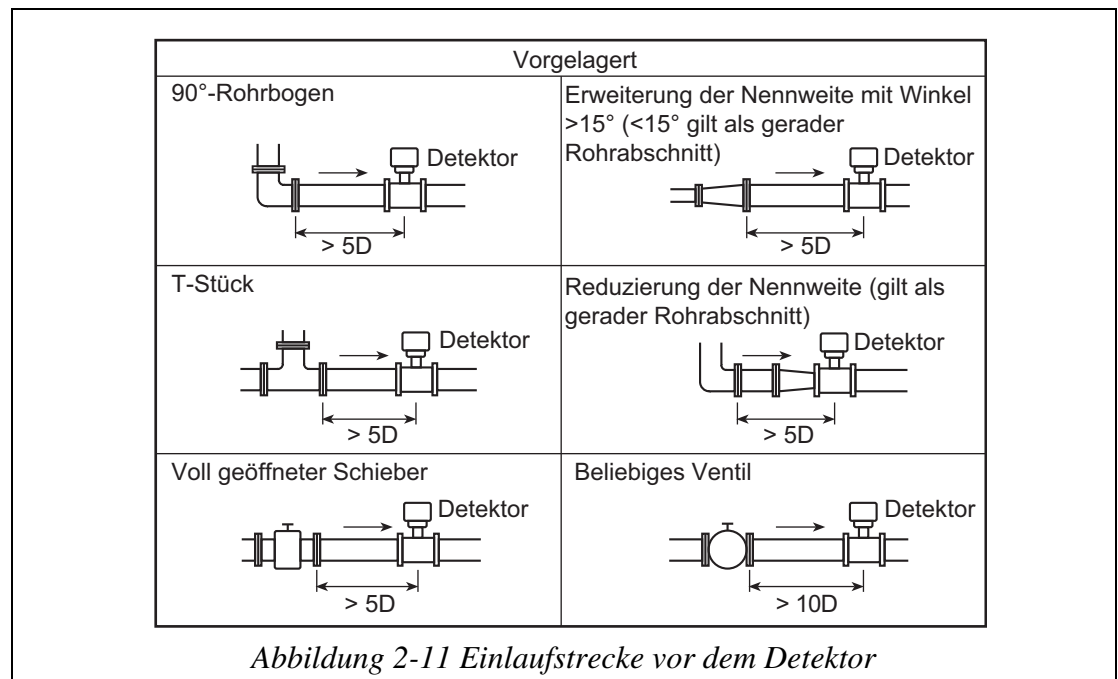 Vorgelagert
90°-Rohrbogen
Detektor
> 5D
Erweiterung der Nennweite mit Winkel
>15° (<15° gilt als gerader
Rohrabschnitt)
Detektor
> 5D
T-Stück
Detektor
> 5D
Reduzierung der Nennweite (gilt als
gerader Rohrabschnitt)
Detektor
> 5D
Voll geöffneter Schieber
Detektor
> 5D
Beliebiges Ventil
Detektor
> 10D
Abbildung 2-11 Einlaufstrecke vor dem Detektor